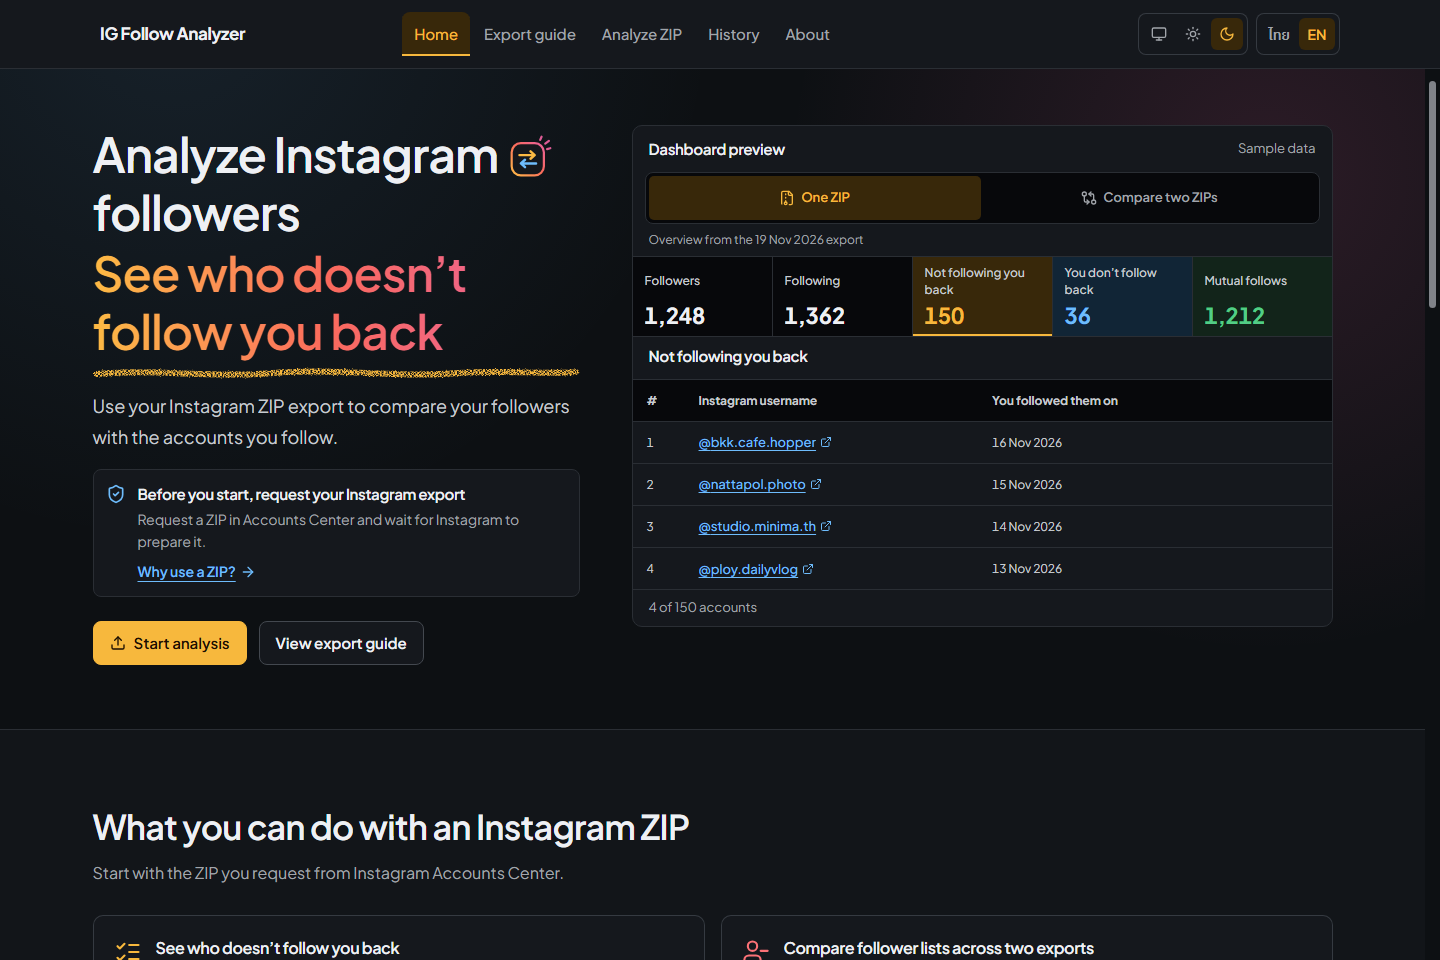 IG Follow Analyzer
Home
Export guide
Analyze ZIP
History
About
ไทย
EN
Analyze Instagram
followers
See who doesn’t
follow you back
Use your Instagram ZIP export to compare your followers
with the accounts you follow.
Before you start, request your Instagram export
Request a ZIP in Accounts Center and wait for Instagram to
prepare it.
Why use a ZIP?
Start analysis
View export guide
Dashboard preview
Sample data
One ZIP
Compare two ZIPs
Overview from the 19 Nov 2026 export
Followers
1,248
Following
1,362
Not following you
back
150
You don’t follow
back
36
Mutual follows
1,212
Not following you back
# Instagram username You followed them on
1 @bkk.cafe.hopper 16 Nov 2026
2 @nattapol.photo 15 Nov 2026
3 @studio.minima.th 14 Nov 2026
4 @ploy.dailyvlog 13 Nov 2026
4 of 150 accounts
What you can do with an Instagram ZIP
Start with the ZIP you request from Instagram Accounts Center.
See who doesn’t follow you back
Compare follower lists across two exports